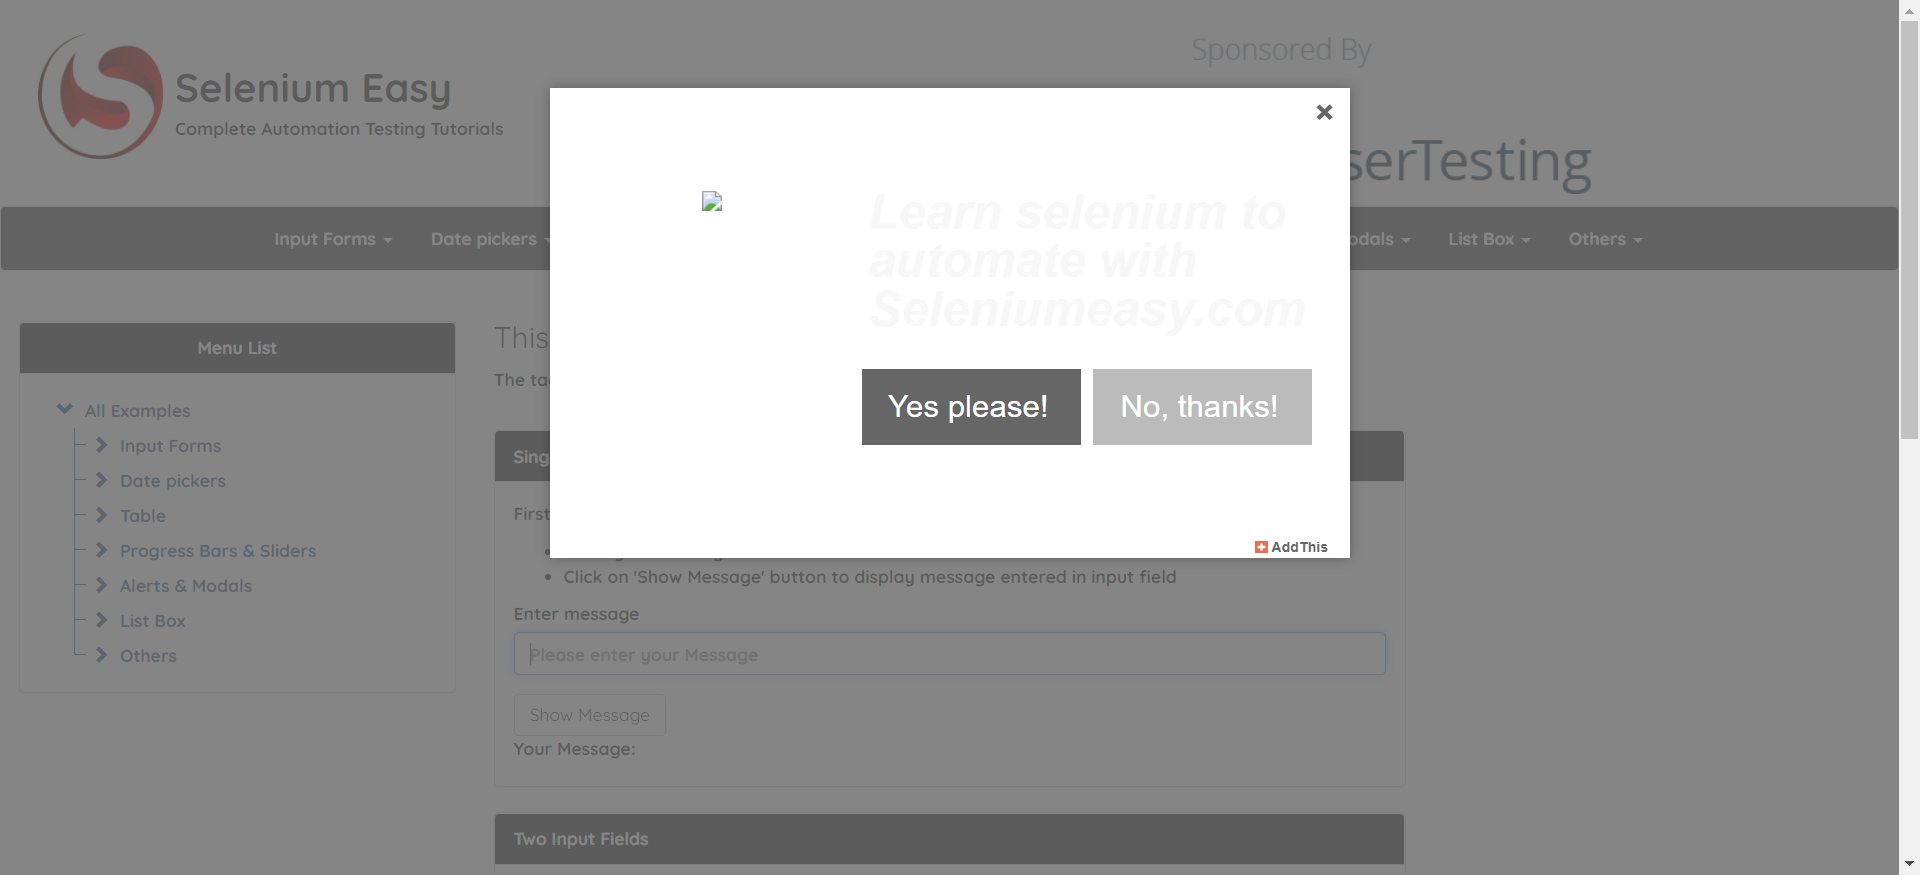 Sponsored By
Selenium Easy
Complete Automation Testing Tutorials
serTesting
Input Forms
Date pickers
odals
List Box
Others
Learn selenium to
automate with
Seleniumeasy.com
Yes please!
No, thanks!
AddThis
Menu List
All Examples
Input Forms
Date pickers
Table
Progress Bars & Sliders
Alerts & Modals
List Box
Others
This
The ta
Sing
First
Click on 'Show Message' button to display message entered in input field
Enter message
Please enter your Message
Show Message
Your Message:
Two Input Fields